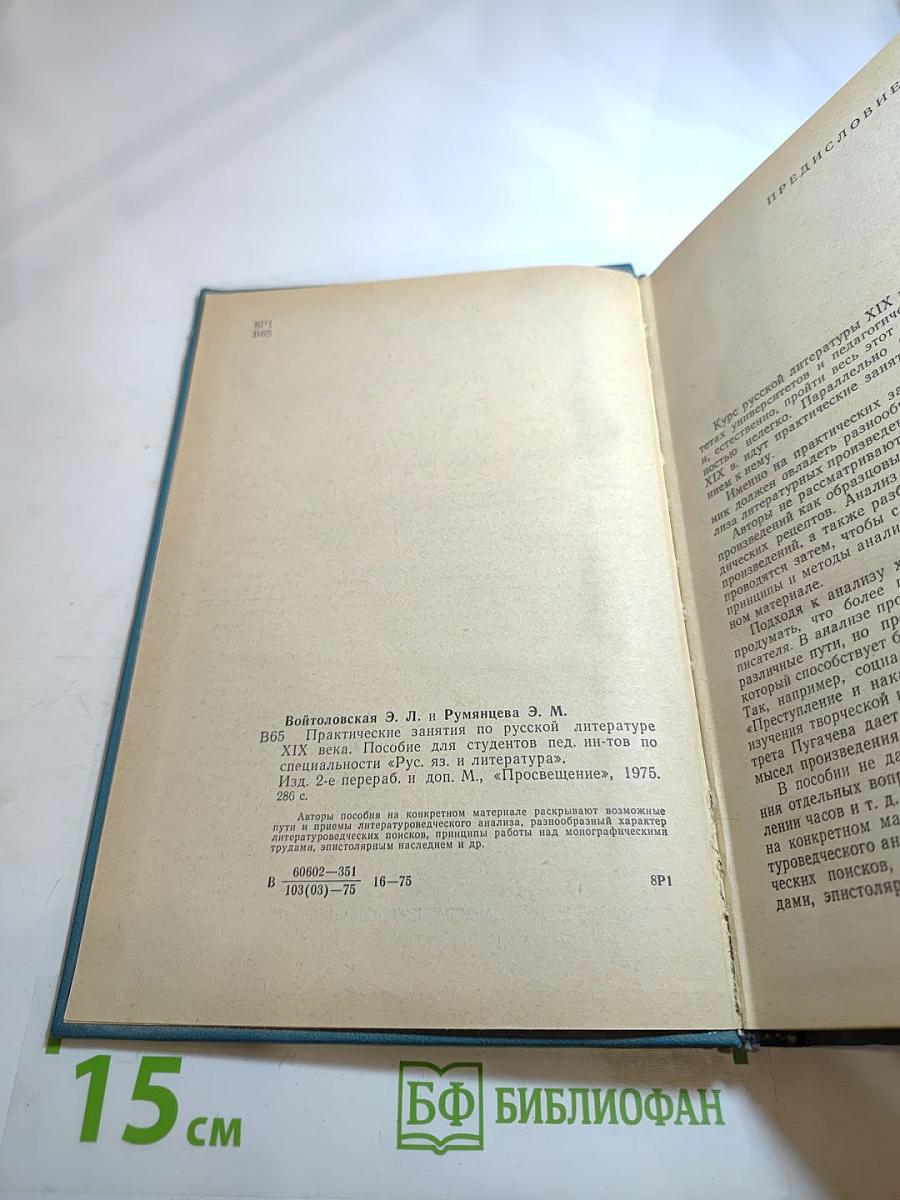 8Р1
В65
Войтоловская Э. Л. и Румянцева Э. М.
В65 Практические занятия по русской литературе
XIX века. Пособие для студентов пед. ин-тов по
специальности «Рус. яз. и литература».
Изд. 2-е перераб. и доп. М., «Просвещение», 1975.
286 с.
Авторы пособия на конкретном материале раскрывают возможные
пути и приемы литературоведческого анализа, разнообразный характер
литературоведческих поисков, принципы работы над монографическими
трудами, эпистолярным наследием и др.
60602—351
В 103(03)—75 16—75 8Р1
ПРЕДИСЛОВИЕ
Курс русской литературы XIX
тетах университетов и педагогиче
и, естественно, пройти весь этот
ностью нелегко. Параллельно
XIX в. идут практические занят
нием к нему.
Именно на практических за
ник должен овладеть разнооб
лиза литературных произведе
Авторы не рассматривают
произведений как образцовы
дических рецептов. Анализ
произведений, а также разб
проводятся затем, чтобы с
принципы и методы анали
ном материале.
Подходя к анализу х
продумать, что более
писателя. В анализе про
различные пути, но пр
который способствует б
Так, например, социа
«Преступление и нака
изучения творческой
трета Пугачева дает
мысел произведения
В пособии не да
ния отдельных вопр
лении часов и т. д.
на конкретном ма
туроведческого ан
ческих поисков,
дами, эпистоляр
15 см
БФ БИБЛИОФАН